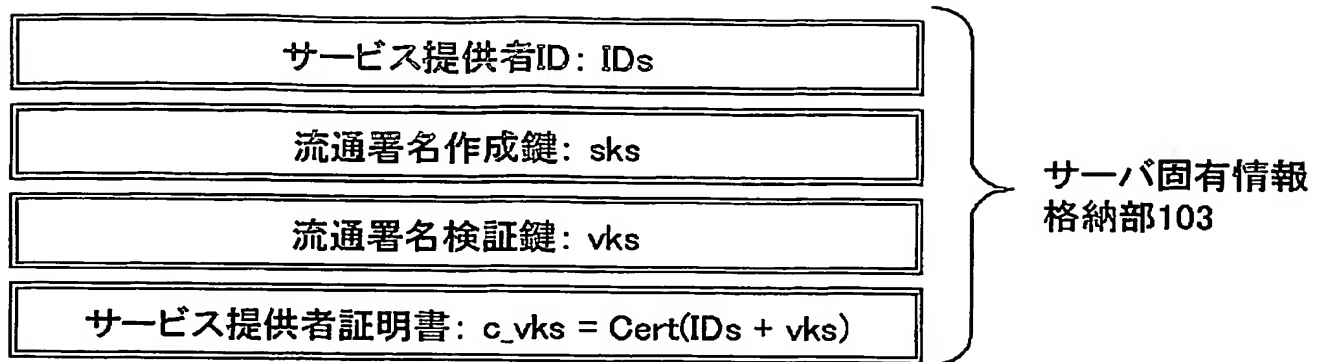 サービス提供者ID: IDs
流通署名作成鍵: sks
流通署名検証鍵: vks
サービス提供者証明書: c_vks = Cert(IDs + vks)
サーバ固有情報
格納部103